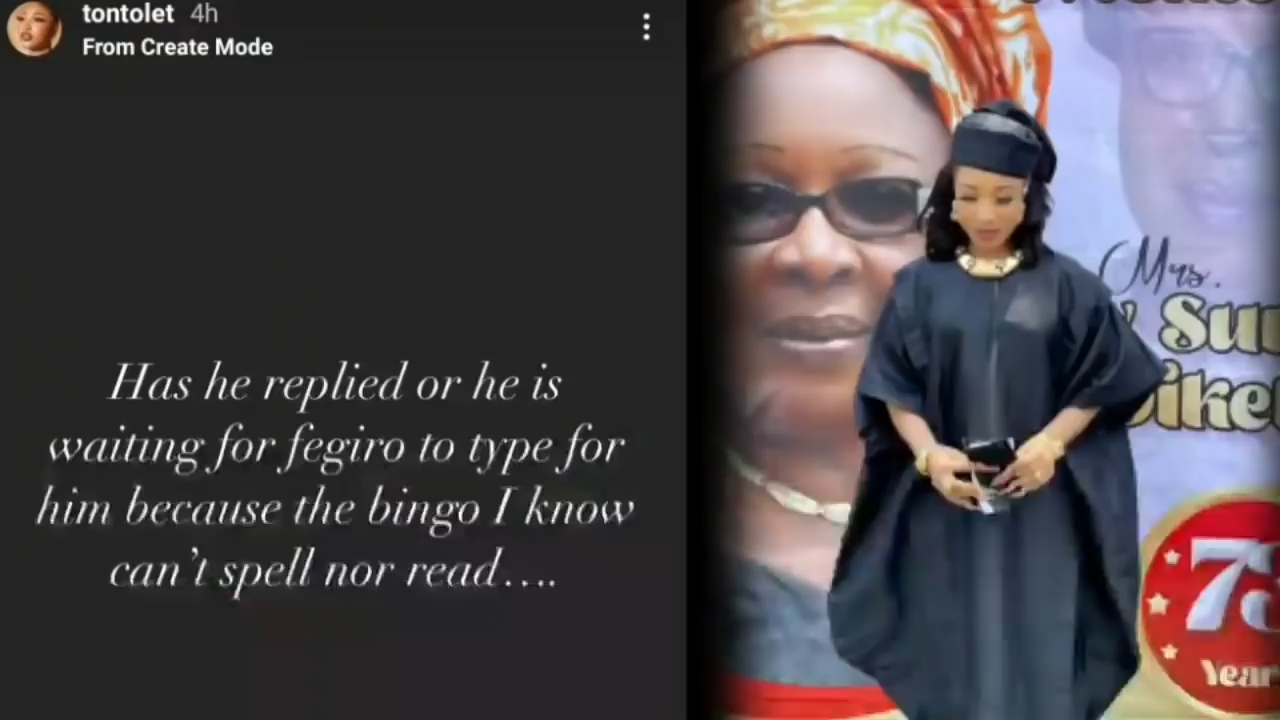 tontolet 4h
From Create Mode
Has he replied or he is
waiting for fegiro to type for
him because the bingo I know
can't spell nor read....
Mrs.
Year